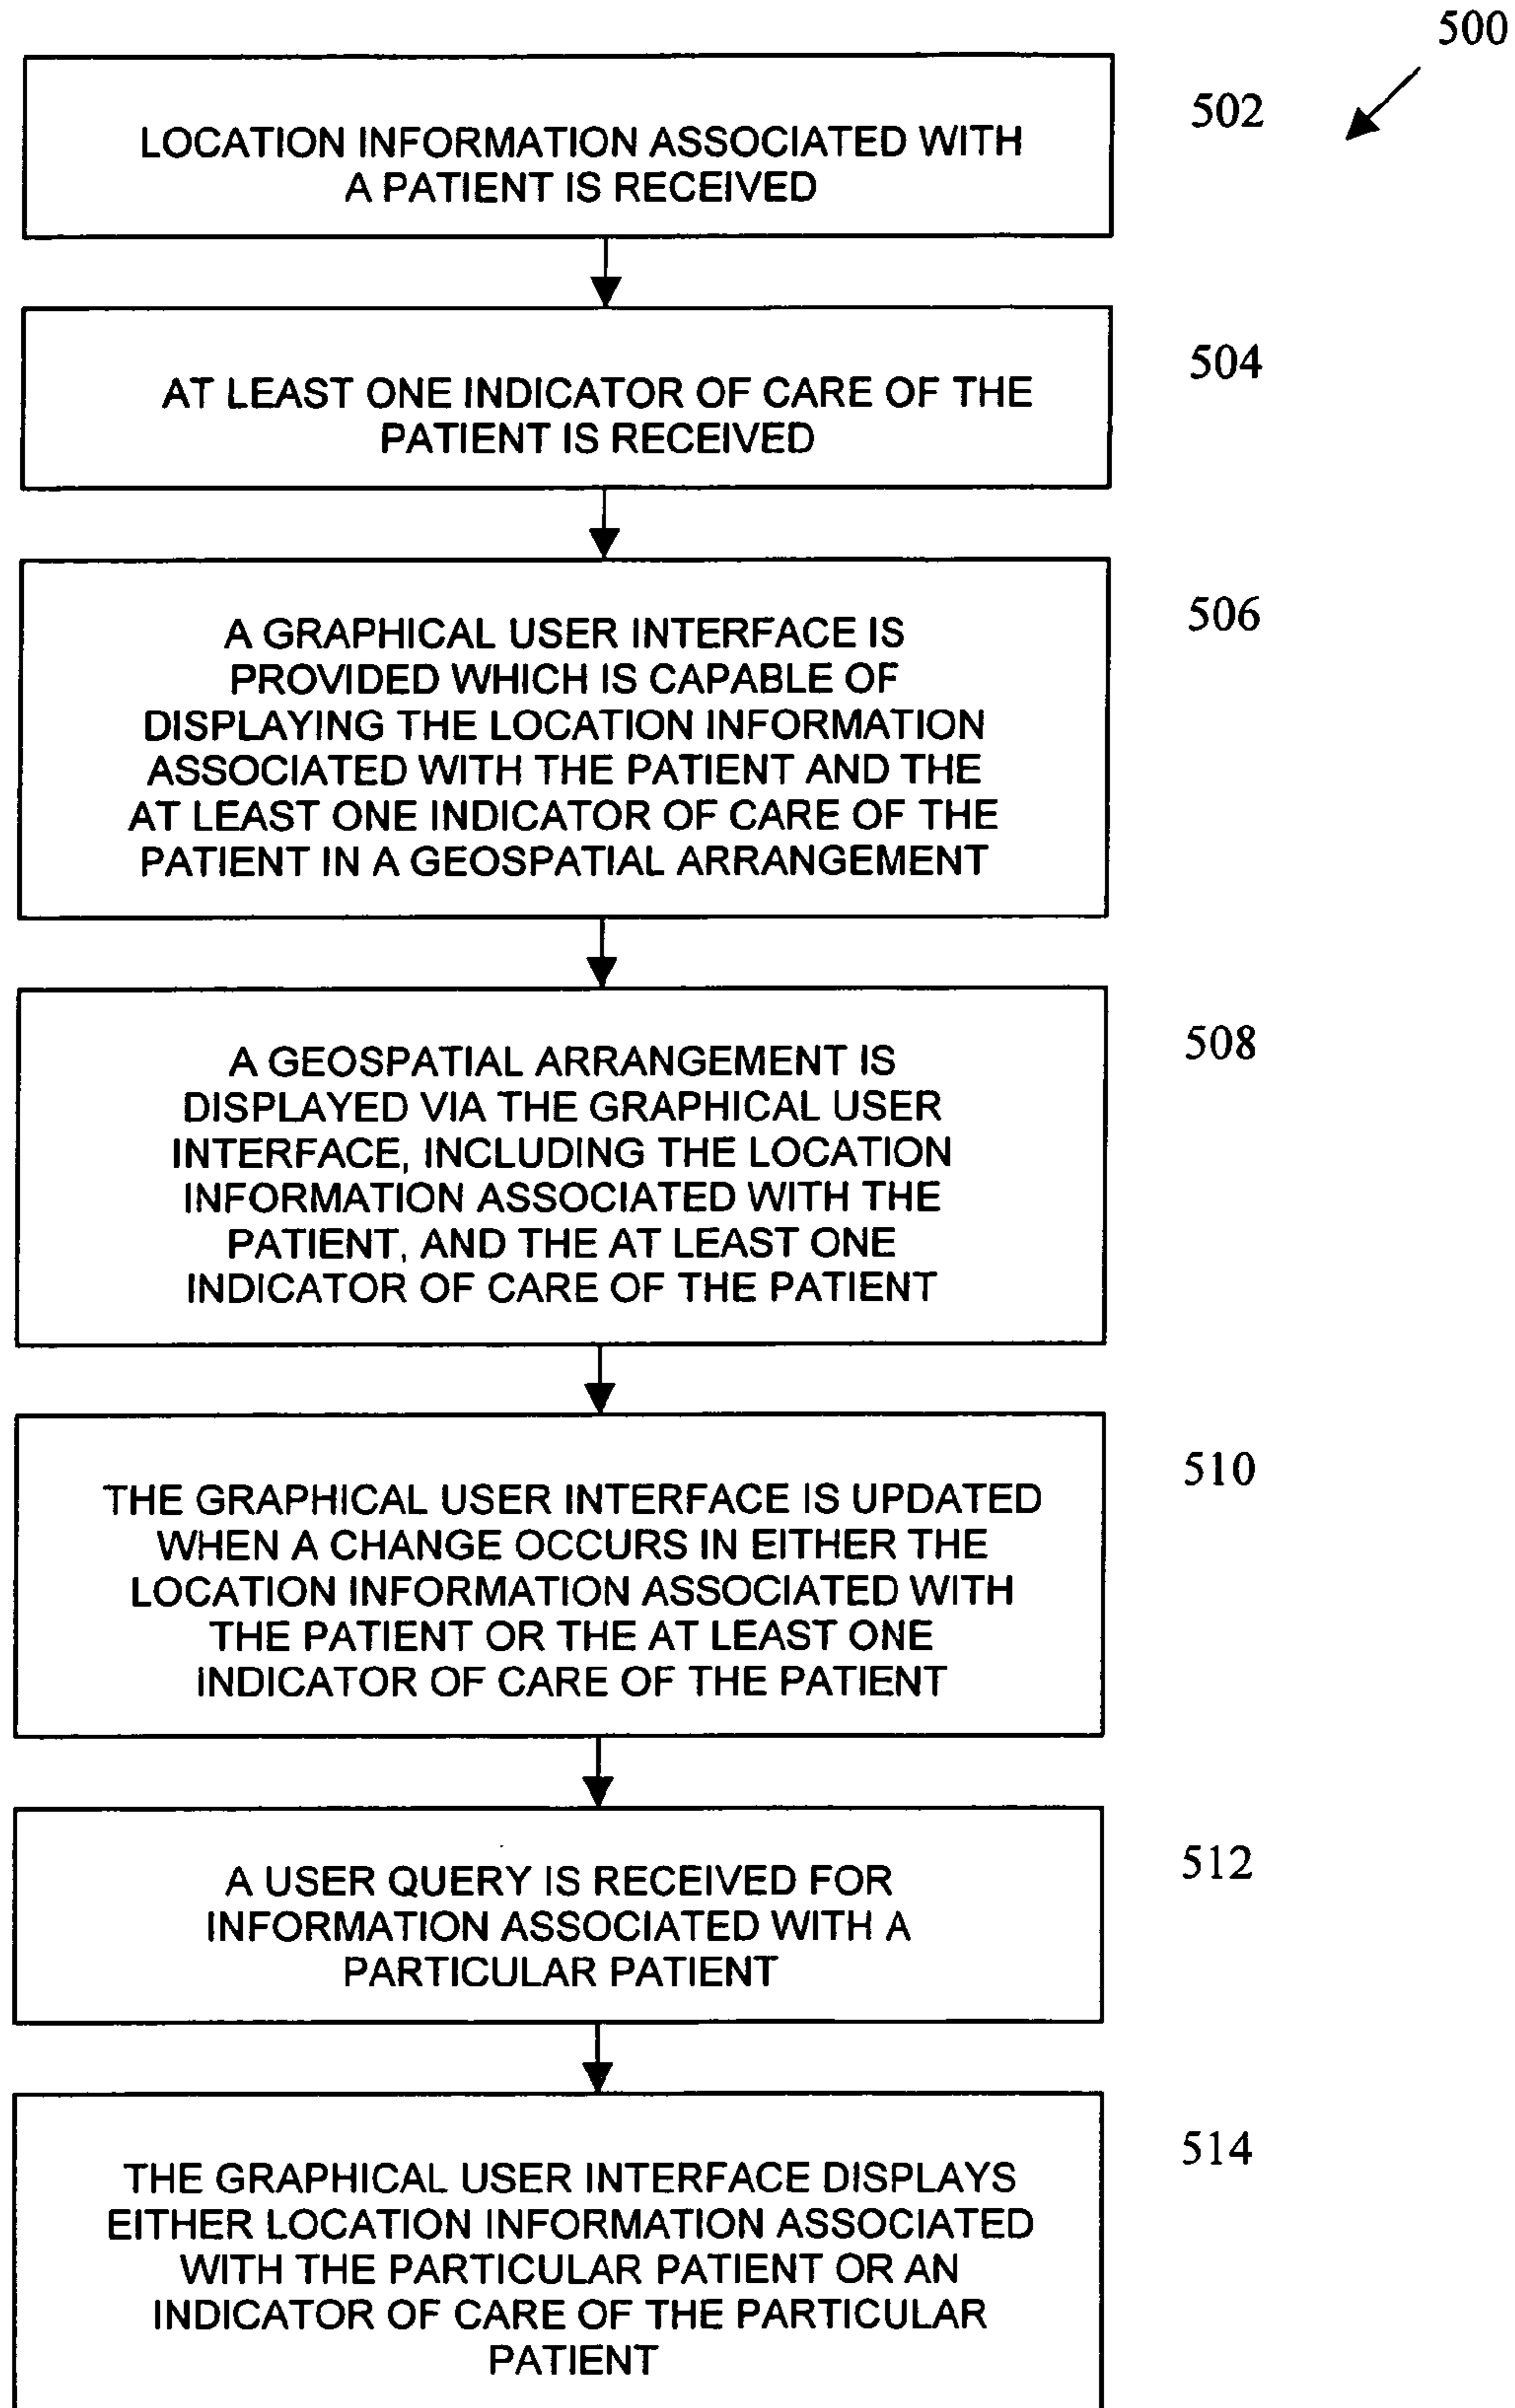 500
502
LOCATION INFORMATION ASSOCIATED WITH
A PATIENT IS RECEIVED
504
AT LEAST ONE INDICATOR OF CARE OF THE
PATIENT IS RECEIVED
506
A GRAPHICAL USER INTERFACE IS
PROVIDED WHICH IS CAPABLE OF
DISPLAYING THE LOCATION INFORMATION
ASSOCIATED WITH THE PATIENT AND THE
AT LEAST ONE INDICATOR OF CARE OF THE
PATIENT IN A GEOSPATIAL ARRANGEMENT
508
A GEOSPATIAL ARRANGEMENT IS
DISPLAYED VIA THE GRAPHICAL USER
INTERFACE, INCLUDING THE LOCATION
INFORMATION ASSOCIATED WITH THE
PATIENT, AND THE AT LEAST ONE
INDICATOR OF CARE OF THE PATIENT
510
THE GRAPHICAL USER INTERFACE IS UPDATED
WHEN A CHANGE OCCURS IN EITHER THE
LOCATION INFORMATION ASSOCIATED WITH
THE PATIENT OR THE AT LEAST ONE
INDICATOR OF CARE OF THE PATIENT
512
A USER QUERY IS RECEIVED FOR
INFORMATION ASSOCIATED WITH A
PARTICULAR PATIENT
514
THE GRAPHICAL USER INTERFACE DISPLAYS
EITHER LOCATION INFORMATION ASSOCIATED
WITH THE PARTICULAR PATIENT OR AN
INDICATOR OF CARE OF THE PARTICULAR
PATIENT